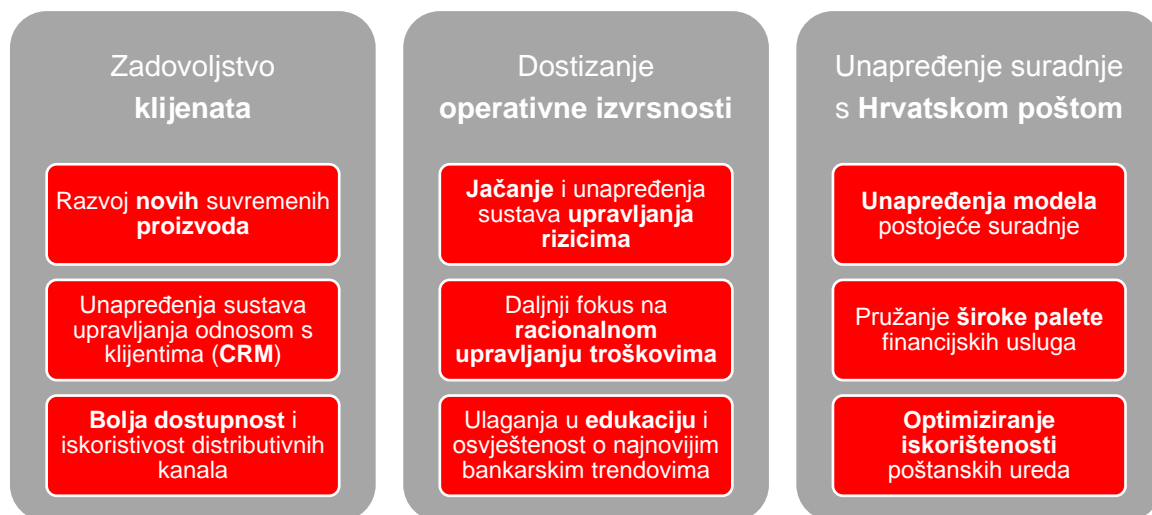 Zadovoljstvo
klijenata
Razvoj novih suvremenih
proizvoda
Unapređenja sustava
upravljanja odnosom s
klijentima (CRM)
Bolja dostupnost i
iskoristivost distributivnih
kanala
Dostizanje
operativne izvrsnosti
Jačanje i unapređenja
sustava upravljanja
rizicima
Daljnji fokus na
racionalnom
upravljanju troškovima
Ulaganja u edukaciju i
osvještenost o najnovijim
bankarskim trendovima
Unapređenje suradnje
s Hrvatskom poštom
Unapređenja modela
postojeće suradnje
Pružanje široke palete
financijskih usluga
Optimiziranje
iskorištenosti
poštanskih ureda